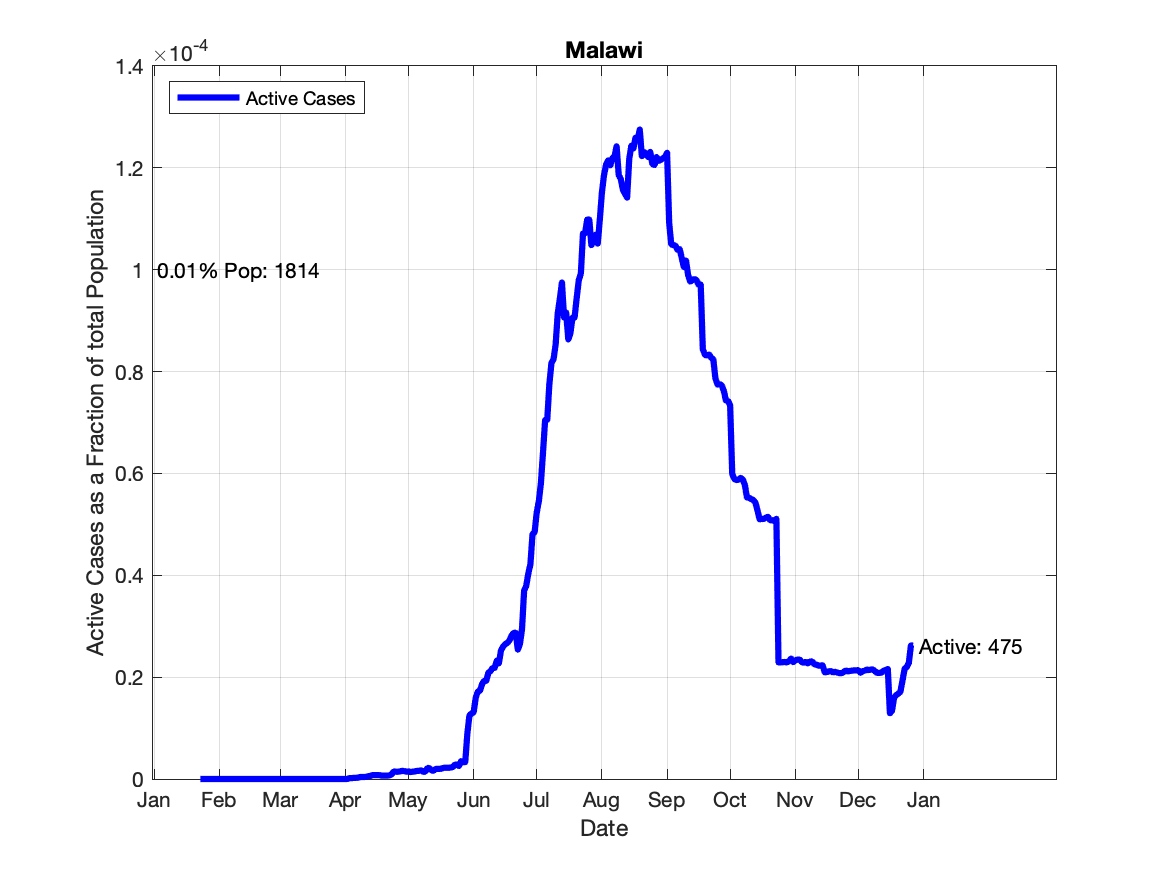 Malawi
×10-4
Active Cases
1.4
1.2
1
0.8
0.6
0.4
0.2
0
0.01% Pop: 1814
Active: 475
Active Cases as a Fraction of total Population
Jan Feb Mar Apr May Jun Jul Aug Sep Oct Nov Dec Jan
Date